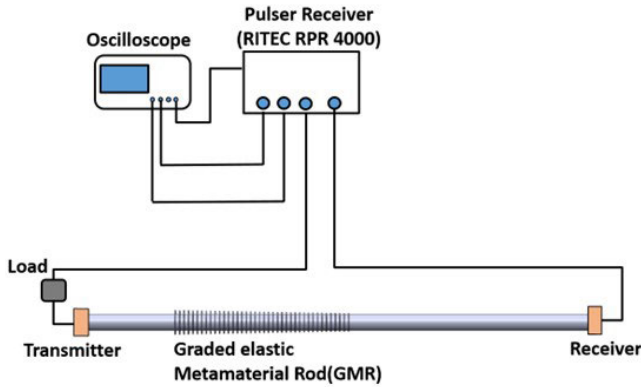 Pulser Receiver
(RITEC RPR 4000)
Oscilloscope
Load
Transmitter
Graded elastic
Metamaterial Rod(GMR)
Receiver